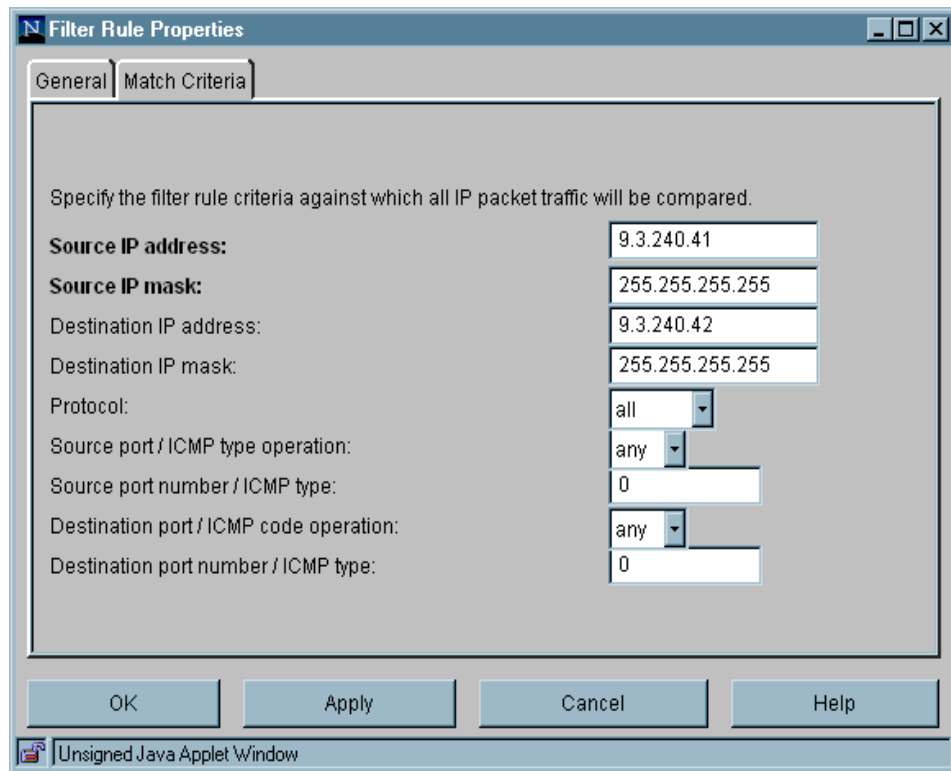 N Filter Rule Properties
General Match Criteria
Specify the filter rule criteria against which all IP packet traffic will be compared.
Source IP address: 9.3.240.41
Source IP mask: 255.255.255.255
Destination IP address: 9.3.240.42
Destination IP mask: 255.255.255.255
Protocol: all
Source port / ICMP type operation: any
Source port number / ICMP type: 0
Destination port / ICMP code operation: any
Destination port number / ICMP type: 0
OK Apply Cancel Help
Unsigned Java Applet Window